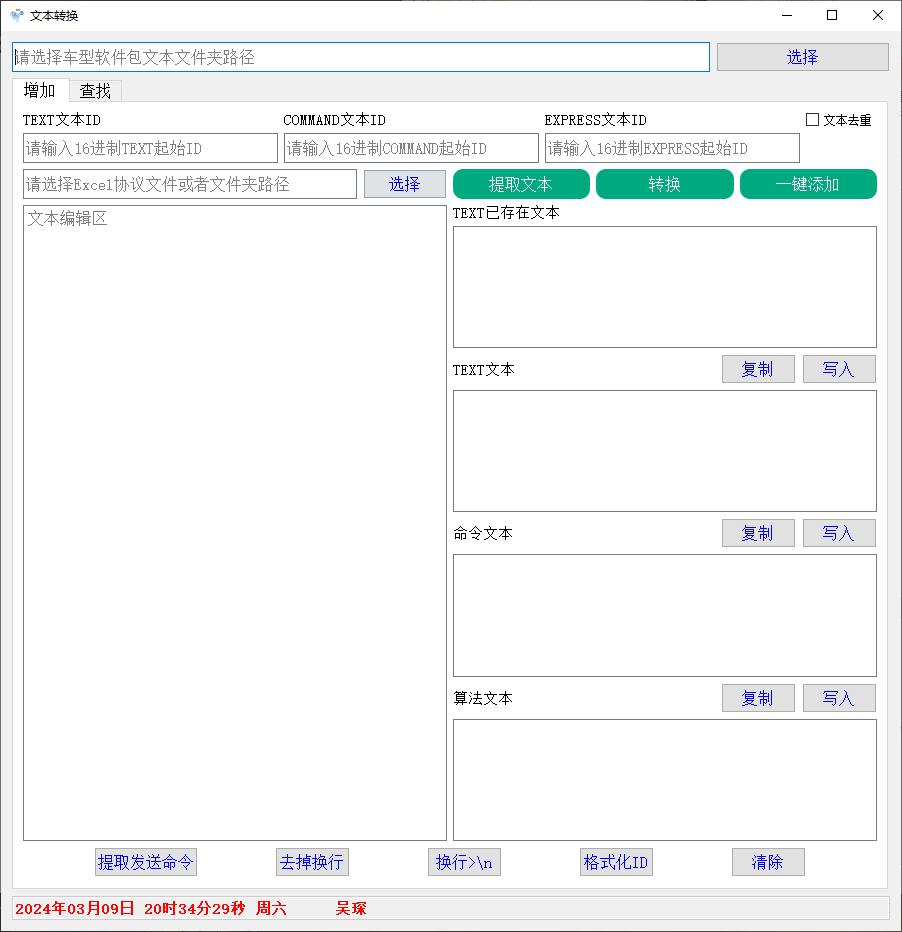 文本转换
请选择车型软件包文本文件夹路径 选择
增加 查找
TEXT文本ID COMMAND文本ID EXPRESS文本ID 文本去重
请输入16进制TEXT起始ID 请输入16进制COMMAND起始ID 请输入16进制EXPRESS起始ID
请选择Excel协议文件或者文件夹路径 选择 提取文本 转换 一键添加
文本编辑区
TEXT已存在文本
TEXT文本 复制 写入
命令文本 复制 写入
算法文本 复制 写入
提取发送命令 去掉换行 换行>\n 格式化ID 清除
2024年03月09日 20时34分29秒 周六 吴琛